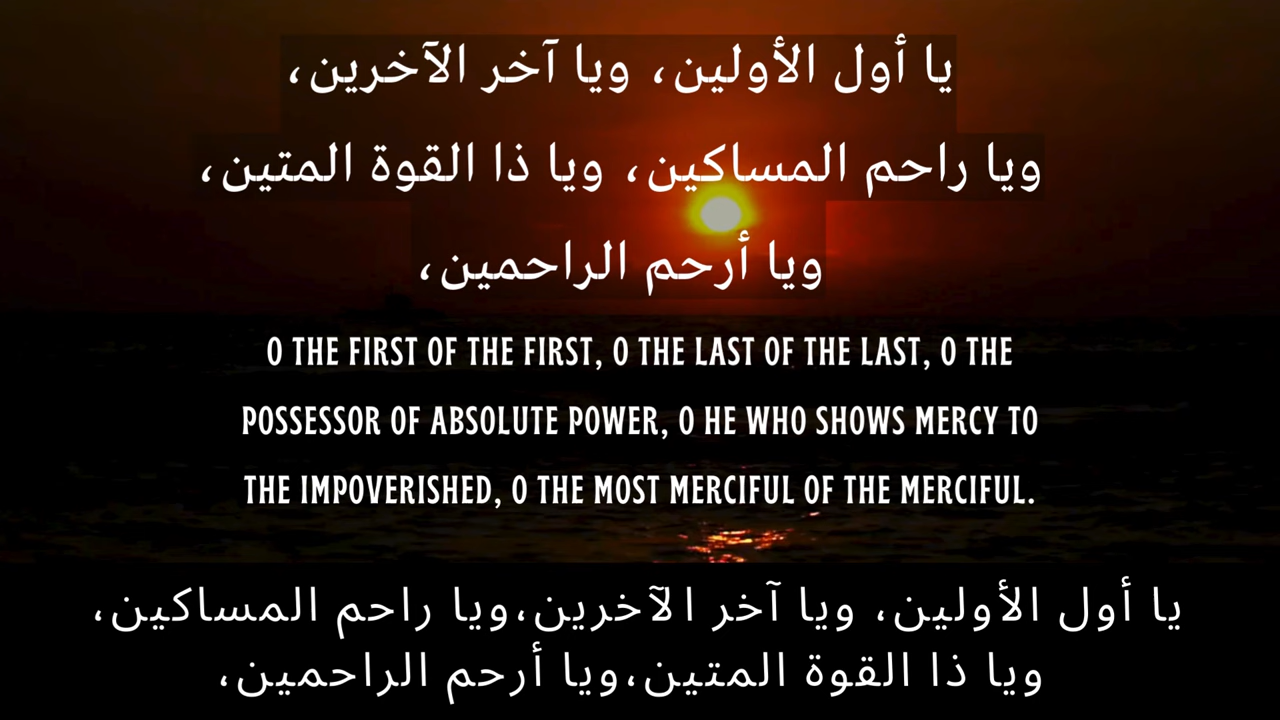 يا أول الأولين، ويا آخر الآخرين،
ويا راحم المساكين، ويا ذا القوة المتين،
ويا أرحم الراحمين،
O THE FIRST OF THE FIRST, O THE LAST OF THE LAST, O THE
POSSESSOR OF ABSOLUTE POWER, O HE WHO SHOWS MERCY TO
THE IMPOVERISHED, O THE MOST MERCIFUL OF THE MERCIFUL.
يا أول الأولين، ويا آخر الآخرين،ويا راحم المساكين،
ويا ذا القوة المتين،ويا أرحم الراحمين،